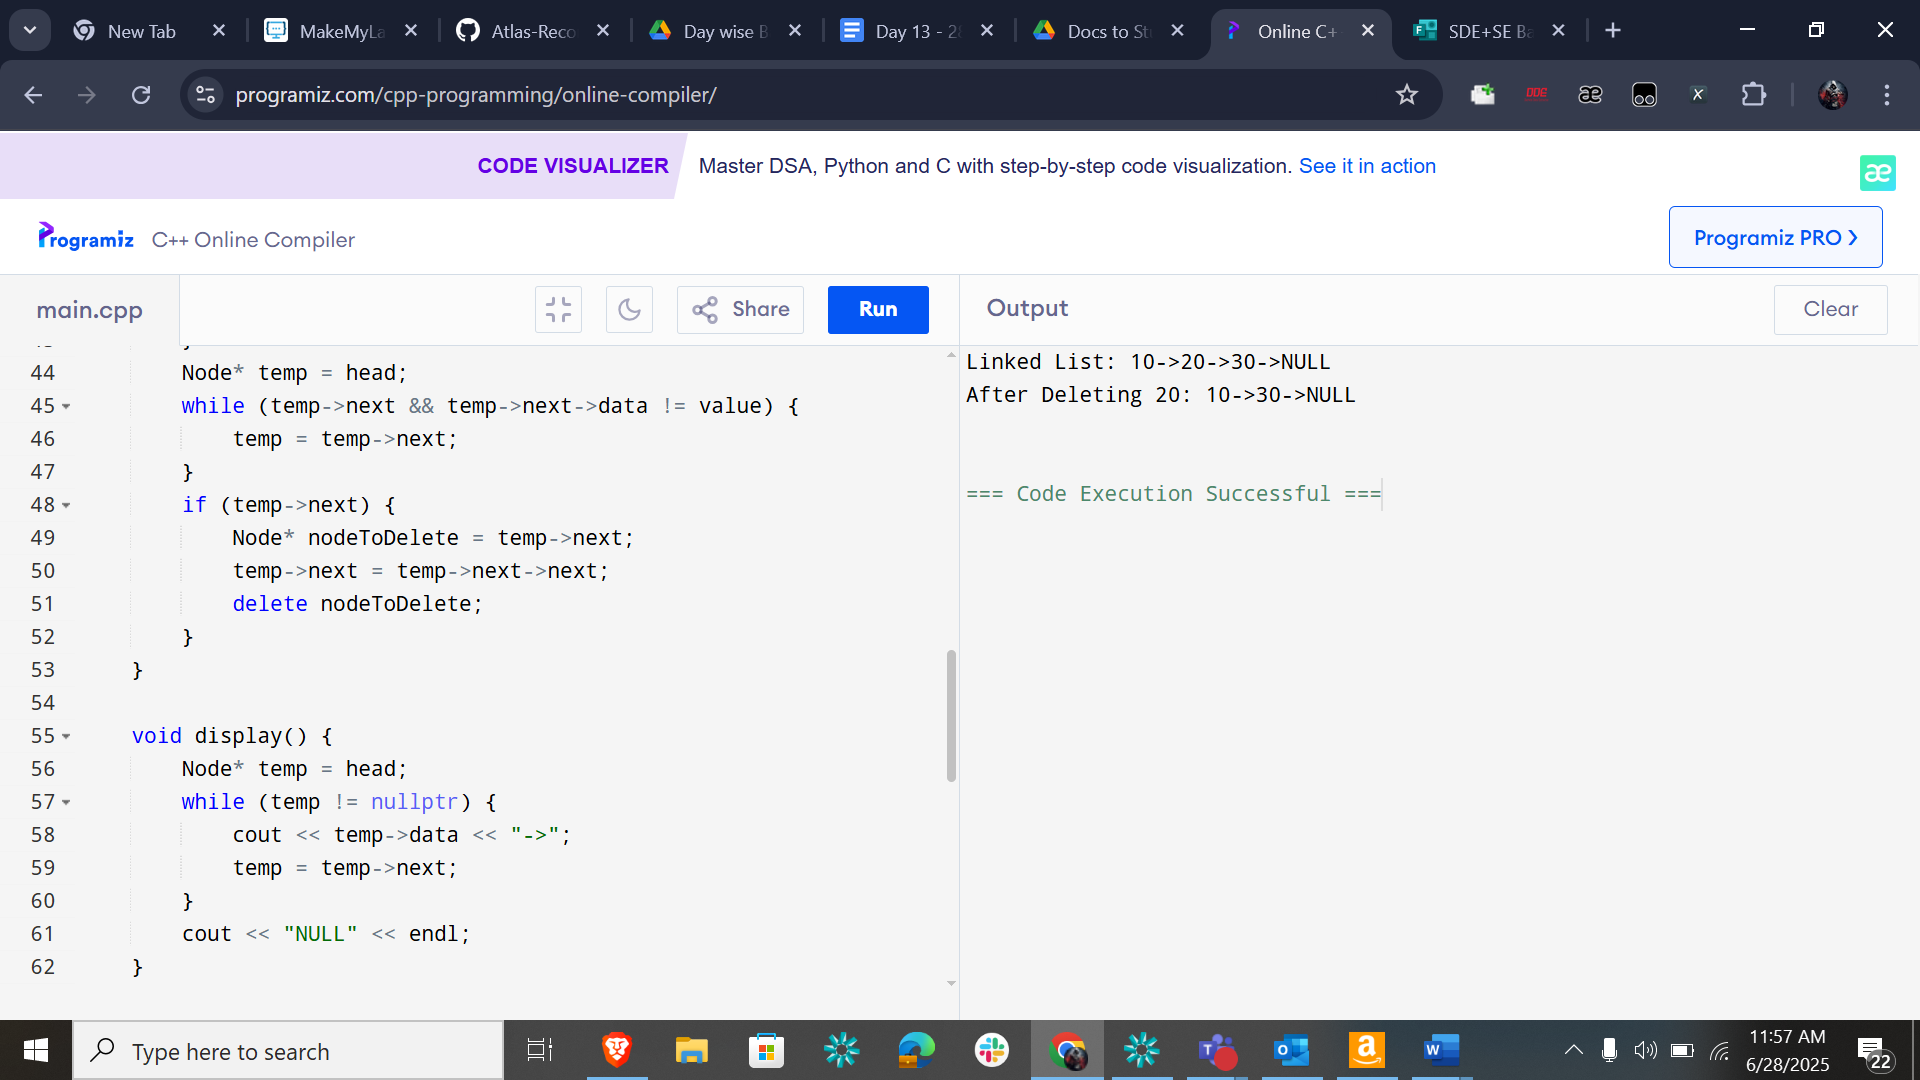 New Tab
MakeMyLa
Atlas-Reco
Day wise B
Day 13 - 28
Docs to St
Online C+
SDE+SE Ba
programiz.com/cpp-programming/online-compiler/
CODE VISUALIZER
Master DSA, Python and C with step-by-step code visualization. See it in action
Programiz C++ Online Compiler
Programiz PRO ❯
main.cpp
Share
Run
Output
Clear
44 Node* temp = head;
45 while (temp->next && temp->next->data != value) {
46 temp = temp->next;
47 }
48 if (temp->next) {
49 Node* nodeToDelete = temp->next;
50 temp->next = temp->next->next;
51 delete nodeToDelete;
52 }
53 }
54
55 void display() {
56 Node* temp = head;
57 while (temp != nullptr) {
58 cout << temp->data << "->";
59 temp = temp->next;
60 }
61 cout << "NULL" << endl;
62 }
Linked List: 10->20->30->NULL
After Deleting 20: 10->30->NULL
=== Code Execution Successful ===
Type here to search
11:57 AM
6/28/2025
22